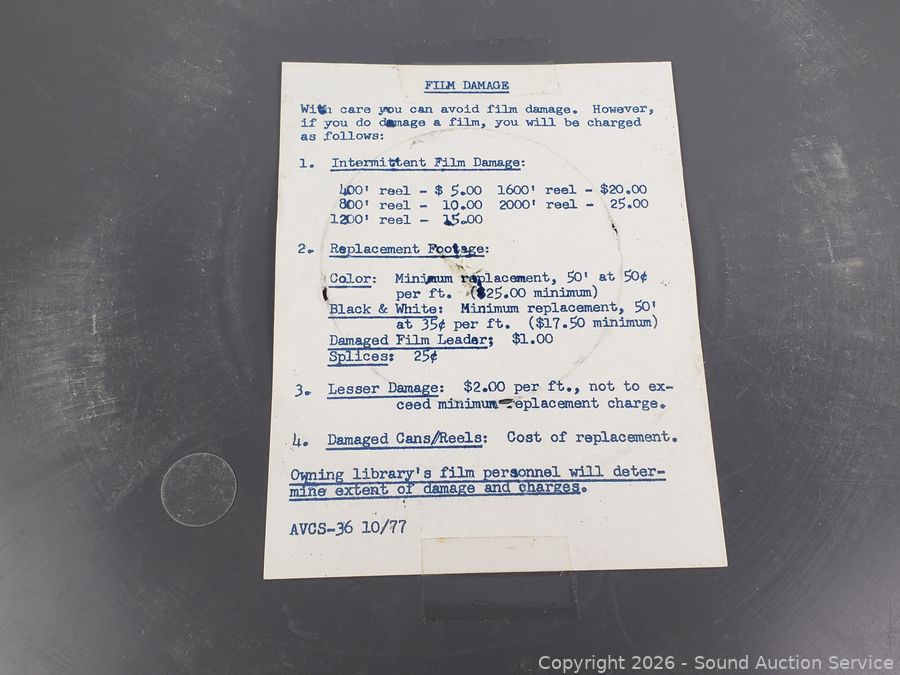 FILM DAMAGE
With care you can avoid film damage. However,
if you do damage a film, you will be charged
as follows:
1. Intermittent Film Damage:
400' reel - $ 5.00 1600' reel - $20.00
800' reel - 10.00 2000' reel - 25.00
1200' reel - 15.00
2. Replacement Footage:
Color: Minimum replacement, 50' at 50¢
per ft. ($25.00 minimum)
Black & White: Minimum replacement, 50'
at 35¢ per ft. ($17.50 minimum)
Damaged Film Leader; $1.00
Splices: 25¢
3. Lesser Damage: $2.00 per ft., not to ex-
ceed minimum replacement charge.
4. Damaged Cans/Reels: Cost of replacement.
Owning library's film personnel will deter-
mine extent of damage and charges.
AVCS-36 10/77
Copyright 2026 - Sound Auction Service